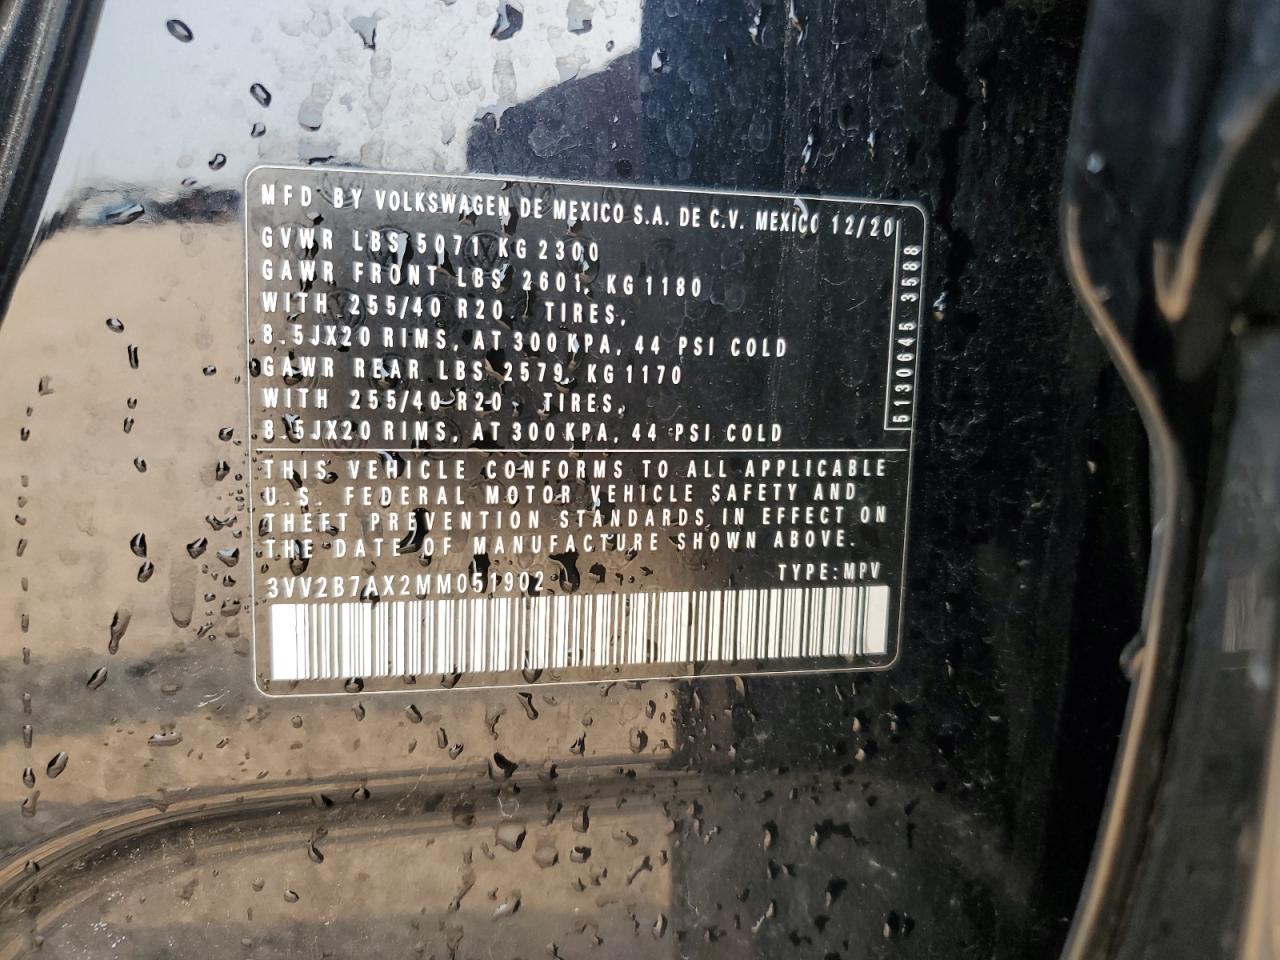 MFD BY VOLKSWAGEN DE MEXICO S.A. DE C.V. MEXICO 12/20
GVWR LBS 5071 KG 2300
GAWR FRONT LBS 2601, KG 1180
WITH 255/40 R20 TIRES,
8.5JX20 RIMS, AT 300 KPA, 44 PSI COLD
GAWR REAR LBS 2579, KG 1170
WITH 255/40 R20 TIRES,
8.5JX20 RIMS, AT 300 KPA, 44 PSI COLD
5130645 3588
THIS VEHICLE CONFORMS TO ALL APPLICABLE
U.S. FEDERAL MOTOR VEHICLE SAFETY AND
THEFT PREVENTION STANDARDS IN EFFECT ON
THE DATE OF MANUFACTURE SHOWN ABOVE.
3VV2B7AX2MM051902 TYPE:MPV